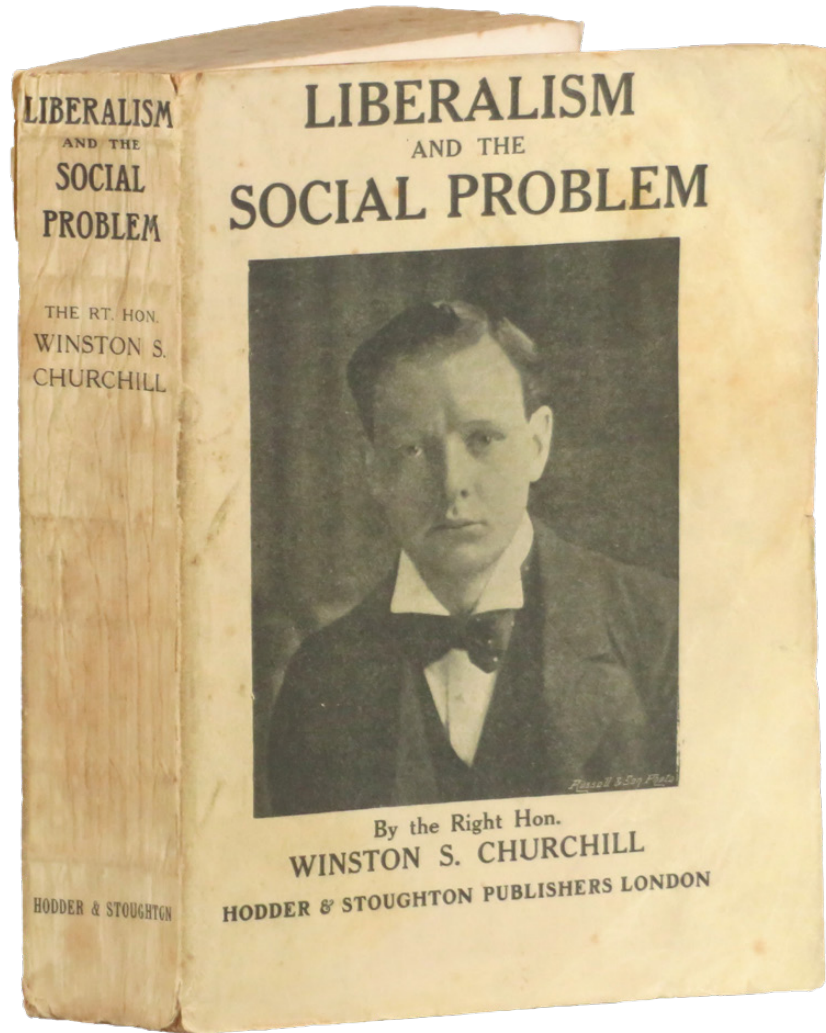 LIBERALISM
AND THE
SOCIAL
PROBLEM
THE RT. HON.
WINSTON S.
CHURCHILL
HODDER & STOUGHTON
LIBERALISM
AND THE
SOCIAL PROBLEM
Russell & Son Photo
By the Right Hon.
WINSTON S. CHURCHILL
HODDER & STOUGHTON PUBLISHERS LONDON